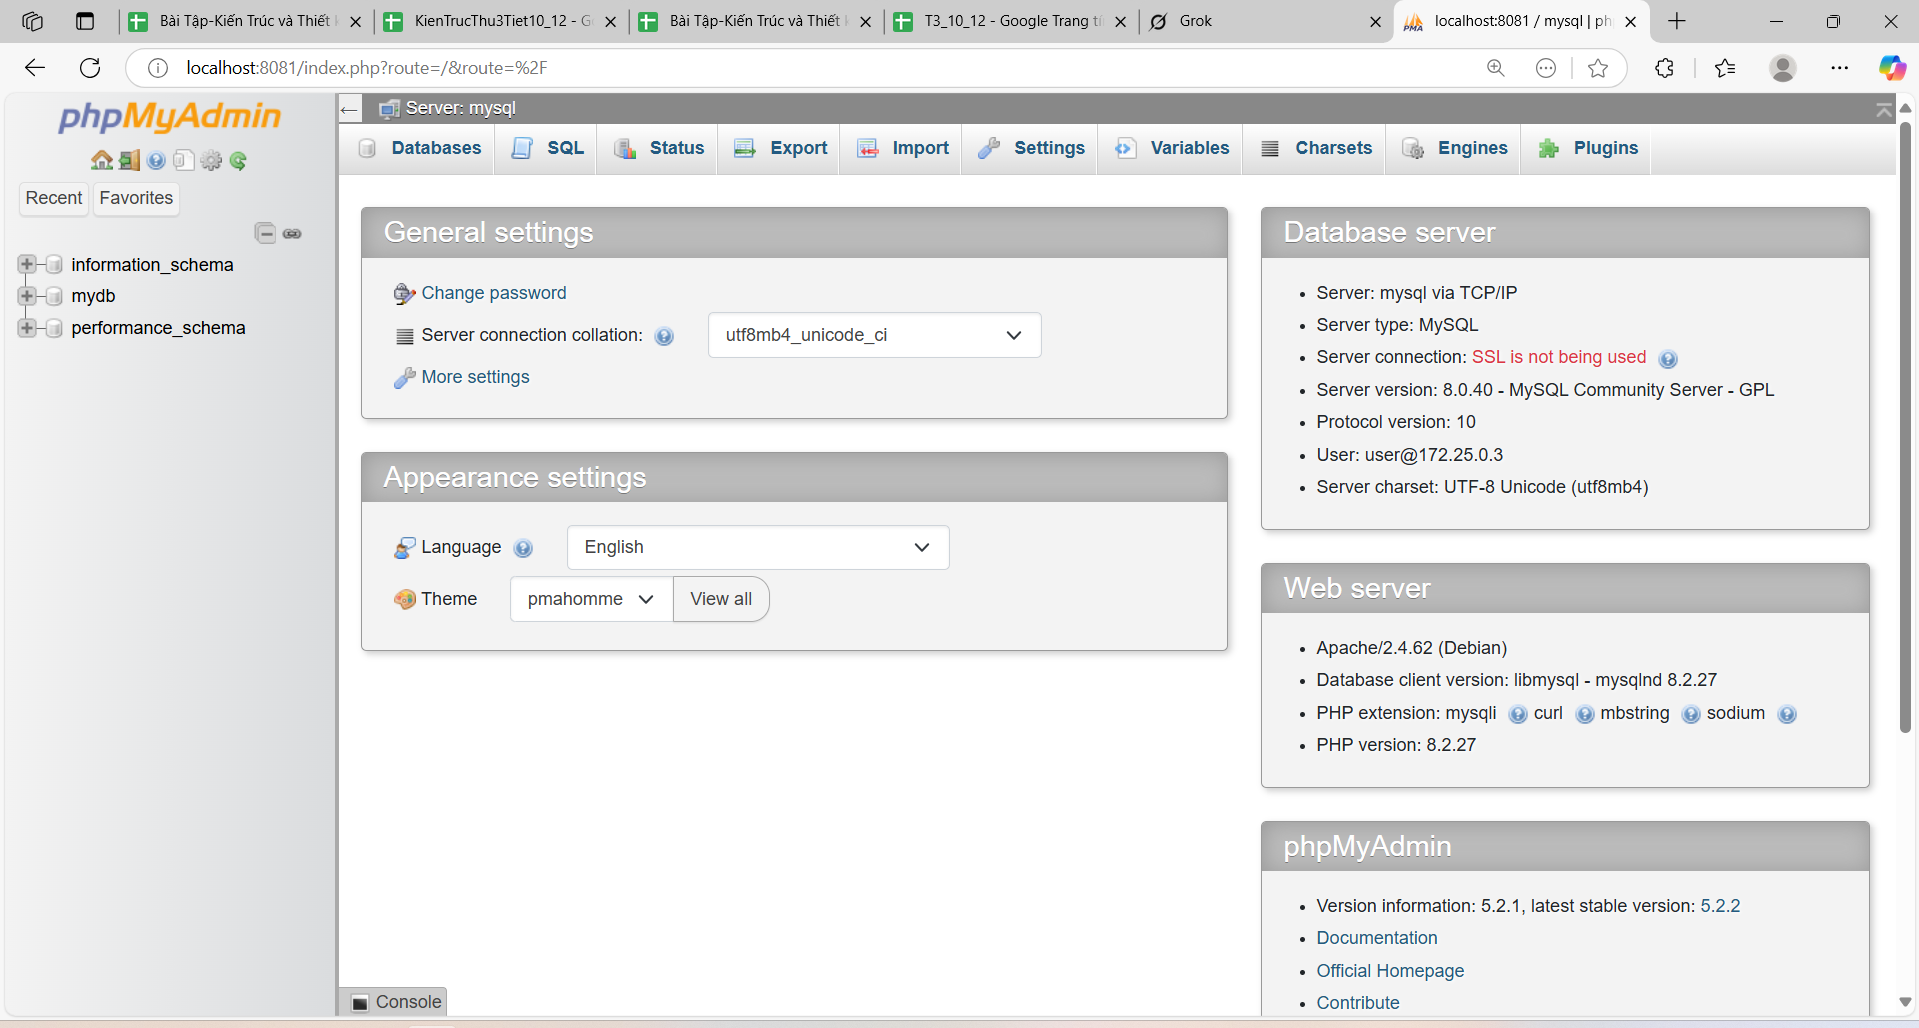 Bài Tập-Kiến Trúc và Thiết
KienTrucThu3Tiet10_12 - G
Bài Tập-Kiến Trúc và Thiết
T3_10_12 - Google Trang tí
Grok
localhost:8081 / mysql | ph
localhost:8081/index.php?route=/&route=%2F
phpMyAdmin
Recent
Favorites
information_schema
mydb
performance_schema
Server: mysql
Databases
SQL
Status
Export
Import
Settings
Variables
Charsets
Engines
Plugins
General settings
Change password
Server connection collation:
utf8mb4_unicode_ci
More settings
Appearance settings
Language
English
Theme
pmahomme
View all
Database server
Server: mysql via TCP/IP
Server type: MySQL
Server connection: SSL is not being used
Server version: 8.0.40 - MySQL Community Server - GPL
Protocol version: 10
User: user@172.25.0.3
Server charset: UTF-8 Unicode (utf8mb4)
Web server
Apache/2.4.62 (Debian)
Database client version: libmysql - mysqlnd 8.2.27
PHP extension: mysqli curl mbstring sodium
PHP version: 8.2.27
phpMyAdmin
Version information: 5.2.1, latest stable version: 5.2.2
Documentation
Official Homepage
Contribute
Console